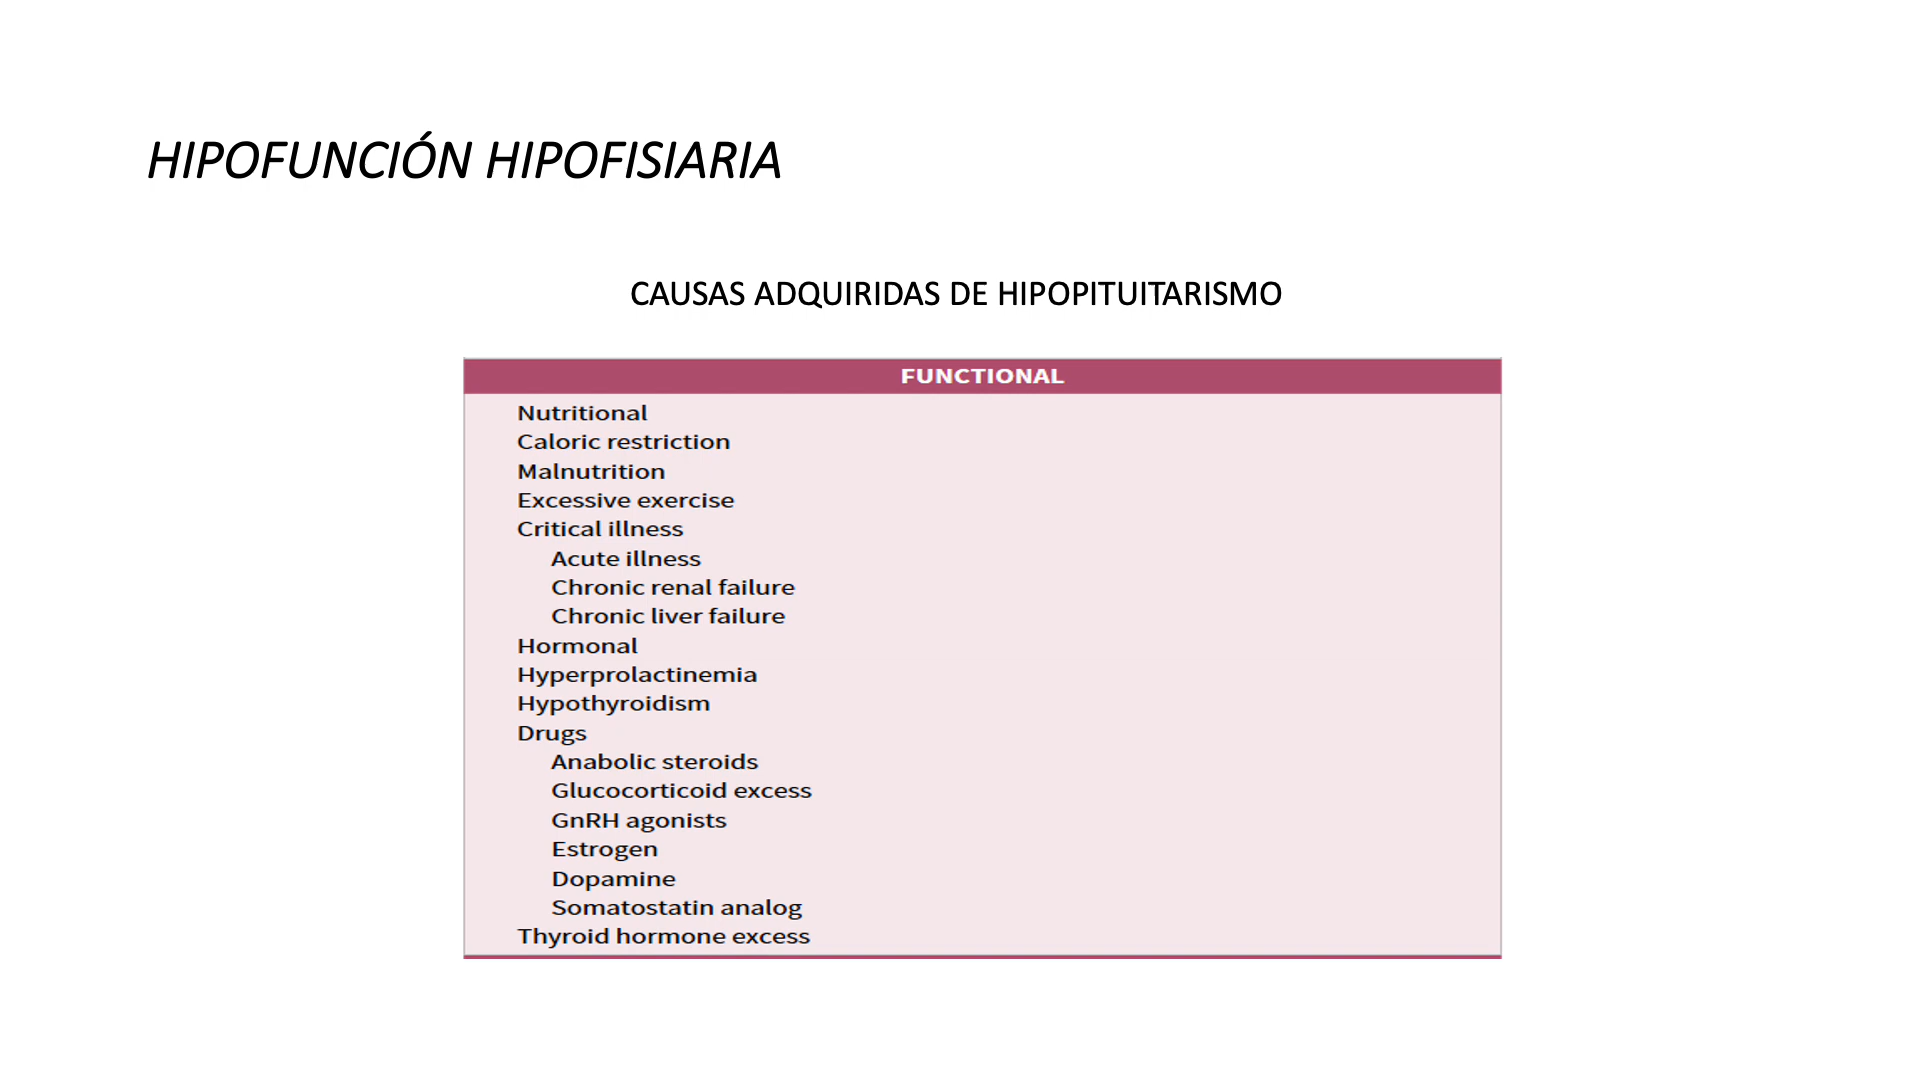 HIPOFUNCIÓN HIPOFISIARIA
CAUSAS ADQUIRIDAS DE HIPOPITUITARISMO
FUNCTIONAL
Nutritional
Caloric restriction
Malnutrition
Excessive exercise
Critical illness
Acute illness
Chronic renal failure
Chronic liver failure
Hormonal
Hyperprolactinemia
Hypothyroidism
Drugs
Anabolic steroids
Glucocorticoid excess
GnRH agonists
Estrogen
Dopamine
Somatostatin analog
Thyroid hormone excess